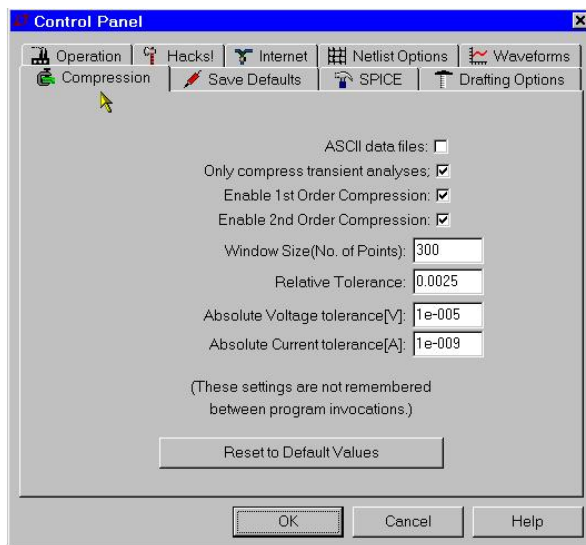 Control Panel
Operation Hacks! Internet Netlist Options Waveforms
Compression Save Defaults SPICE Drafting Options
ASCII data files:
Only compress transient analyses:
Enable 1st Order Compression:
Enable 2nd Order Compression:
Window Size(No. of Points): 300
Relative Tolerance: 0.0025
Absolute Voltage tolerance[V]: 1e-005
Absolute Current tolerance[A]: 1e-009
(These settings are not remembered
between program invocations.)
Reset to Default Values
OK Cancel Help